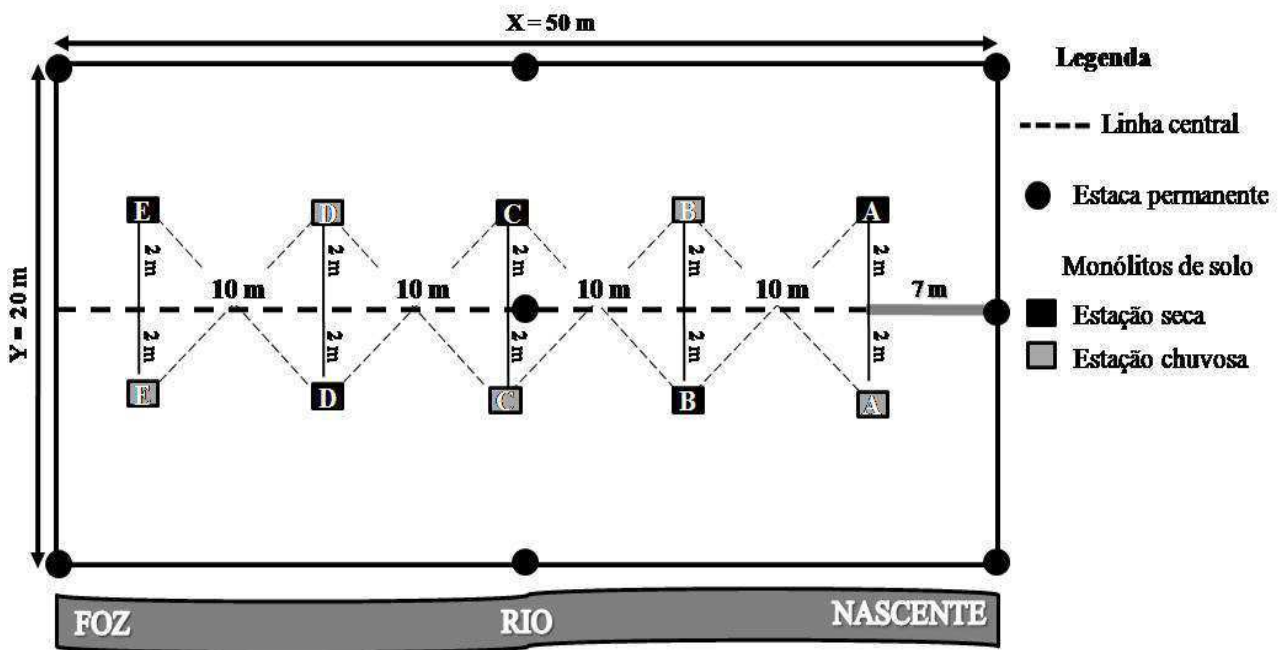 X = 50 m
Legenda
Linha central
Estaca permanente
Monólitos de solo
Estação seca
Estação chuvosa
Y = 20 m
E D C B A
2 m 2 m 2 m 2 m 2 m
10 m 10 m 10 m 10 m 7 m
2 m 2 m 2 m 2 m 2 m
E D C B A
FOZ RIO NASCENTE